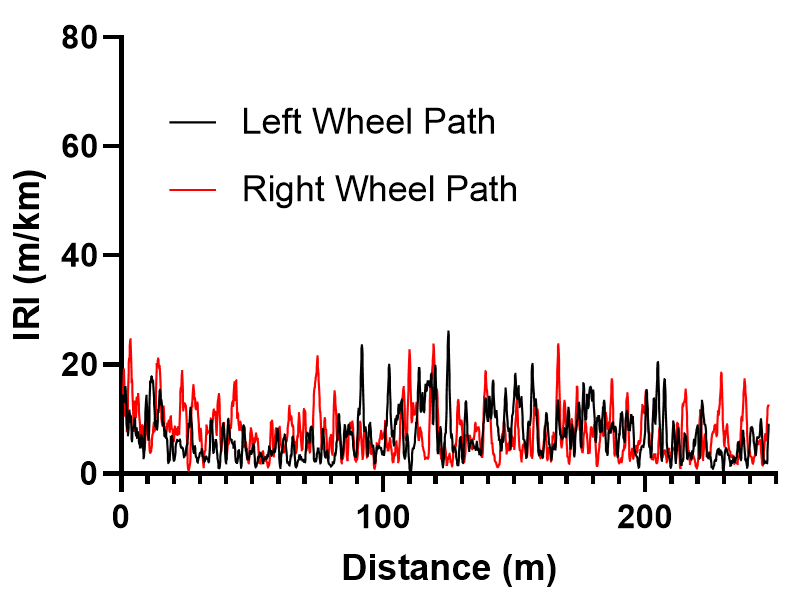 80
Left Wheel Path
60
Right Wheel Path
40
IRI (m/km)
20
0
0 100 200
Distance (m)